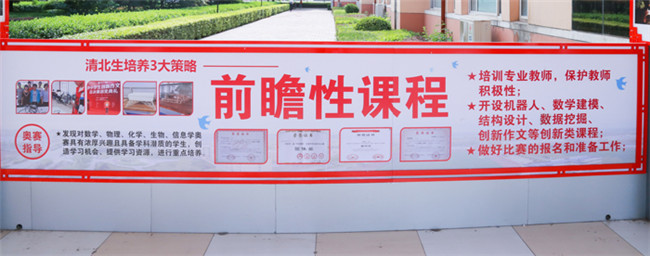 清北生培养3大策略
前瞻性课程
奥赛
指导
★发现对数学、物理、化学、生物、信息学奥
赛具有浓厚兴趣且具备学科潜质的学生，创
造学习机会、提供学习资源，进行重点培养。
★培训专业教师，保护教师
积极性；
★开设机器人、数学建模、
结构设计、数据挖掘、
创新作文等创新类课程；
★做好比赛的报名和准备工作；